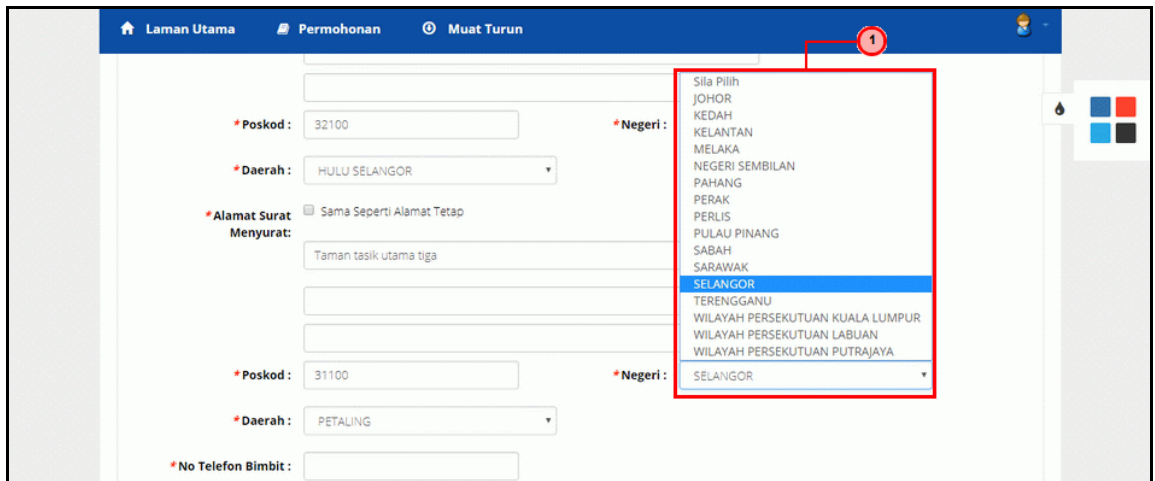 Laman Utama Permohonan Muat Turun
1
Sila Pilih
JOHOR
KEDAH
*Poskod : 32100 *Negeri :
KELANTAN
MELAKA
NEGERI SEMBILAN
*Daerah : HULU SELANGOR
PAHANG
PERAK
PERLIS
*Alamat Surat Menyurat: Sama Seperti Alamat Tetap
PULAU PINANG
SABAH
Taman tasik utama tiga
SARAWAK
SELANGOR
TERENGGANU
WILAYAH PERSEKUTUAN KUALA LUMPUR
WILAYAH PERSEKUTUAN LABUAN
WILAYAH PERSEKUTUAN PUTRAJAYA
*Poskod : 31100 *Negeri : SELANGOR
*Daerah : PETALING
*No Telefon Bimbit :